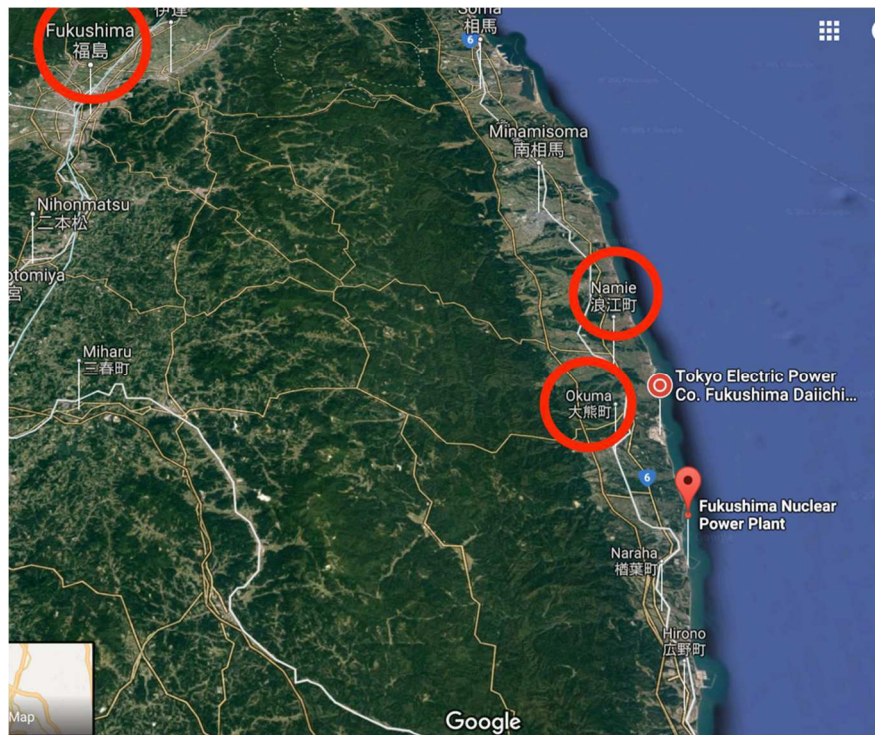 Fukushima
福島
伊達
Soma
相馬
6
Minamisoma
南相馬
Nihonmatsu
二本松
otomiya
宮
Namie
浪江町
Miharu
三春町
Okuma
大熊町
Tokyo Electric Power
Co. Fukushima Daiichi...
6
Fukushima Nuclear
Power Plant
Naraha
楢葉町
Hirono
広野町
Map
Google